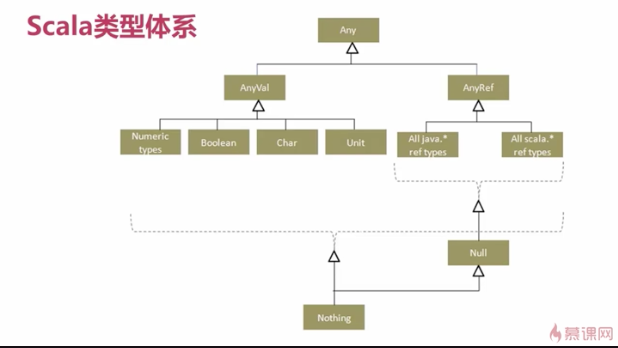 Scala类型体系
Any
AnyVal
AnyRef
Numeric
types
Boolean
Char
Unit
All java.*
ref types
All scala.*
ref types
Null
Nothing
慕课网